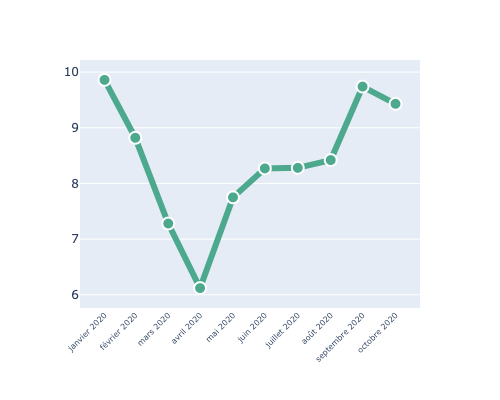 10
9
8
7
6
janvier 2020
février 2020
mars 2020
avril 2020
mai 2020
juin 2020
juillet 2020
août 2020
septembre 2020
octobre 2020